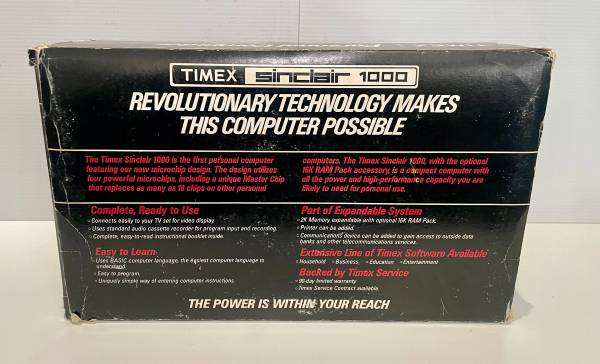 TIMEX sinclair 1000
REVOLUTIONARY TECHNOLOGY MAKES
THIS COMPUTER POSSIBLE
The Timex Sinclair 1000 is the first personal computer
featuring our new microchip design. The design utilizes
four powerful microchips, including a unique Master Chip
that replaces as many as 18 chips on other personal
computers. The Timex Sinclair 1000, with the optional
16K RAM Pack accessory, is a compact computer with
all the power and high-performance capacity you are
likely to need for personal use.
Complete, Ready to Use
- Connects easily to your TV set for video display.
- Uses standard audio cassette recorder for program input and recording.
- Complete, easy-to-read instructional booklet inside.
Easy to Learn
- Uses BASIC computer language, the easiest computer language to
understand.
- Easy to program.
- Uniquely simple way of entering computer instructions.
Part of Expandable System
- 2K Memory expandable with optional 16K RAM Pack.
- Printer can be added.
- Communications device can be added to gain access to outside data
banks and other telecommunications services.
Extensive Line of Timex Software Available
- Household - Business, - Education - Entertainment
Backed by Timex Service
- 90-day limited warranty
- Timex Service Contract available.
THE POWER IS WITHIN YOUR REACH